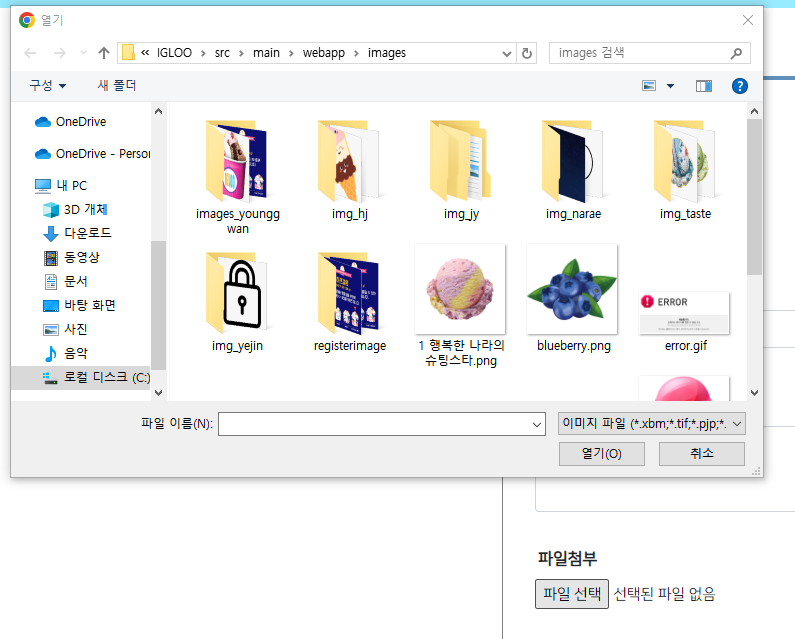 열기
« IGLOO › src › main › webapp › images
images 검색
구성
새 폴더
OneDrive
OneDrive - Person
내 PC
3D 개체
다운로드
동영상
문서
바탕 화면
사진
음악
로컬 디스크 (C:)
images_youngg
wan
img_hj
img_jy
img_narae
img_taste
img_yejin
registerimage
1 행복한 나라의
슈팅스타.png
blueberry.png
ERROR
error.gif
파일 이름(N):
이미지 파일 (*.xbm;*.tif;*.pjp;*.
열기(O)
취소
파일첨부
파일 선택
선택된 파일 없음